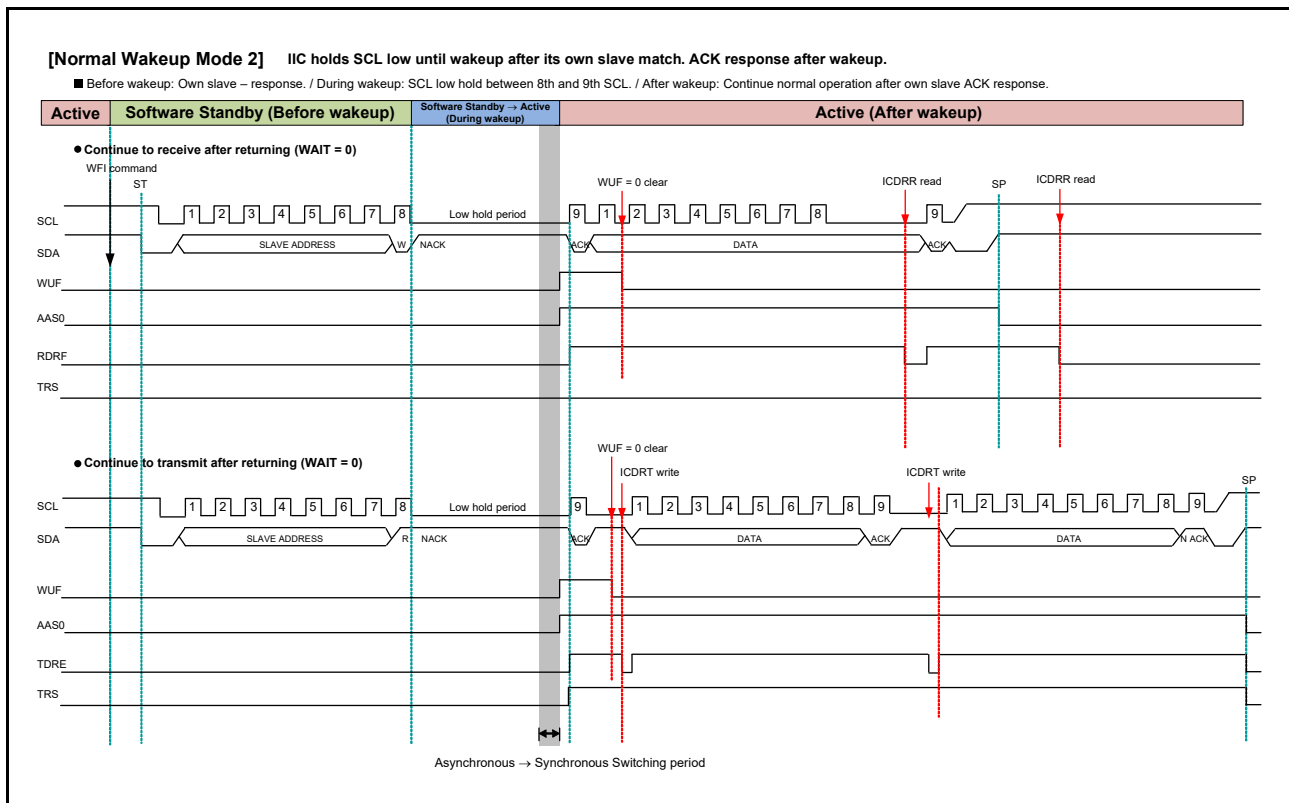 [Normal Wakeup Mode 2] IIC holds SCL low until wakeup after its own slave match. ACK response after wakeup.
■ Before wakeup: Own slave – response. / During wakeup: SCL low hold between 8th and 9th SCL. / After wakeup: Continue normal operation after own slave ACK response.
Active Software Standby (Before wakeup) Software Standby → Active (During wakeup) Active (After wakeup)
● Continue to receive after returning (WAIT = 0)
WFI command
ST WUF = 0 clear ICDRR read SP ICDRR read
SCL 1 2 3 4 5 6 7 8 Low hold period 9 1 2 3 4 5 6 7 8 9
SDA SLAVE ADDRESS W NACK ACK DATA ACK
WUF
AAS0
RDRF
TRS
WUF = 0 clear
● Continue to transmit after returning (WAIT = 0)
ICDRT write ICDRT write
SP
SCL 1 2 3 4 5 6 7 8 Low hold period 9 1 2 3 4 5 6 7 8 9 1 2 3 4 5 6 7 8 9
SDA SLAVE ADDRESS R NACK ACK DATA ACK DATA N ACK
WUF
AAS0
TDRE
TRS
Asynchronous → Synchronous Switching period